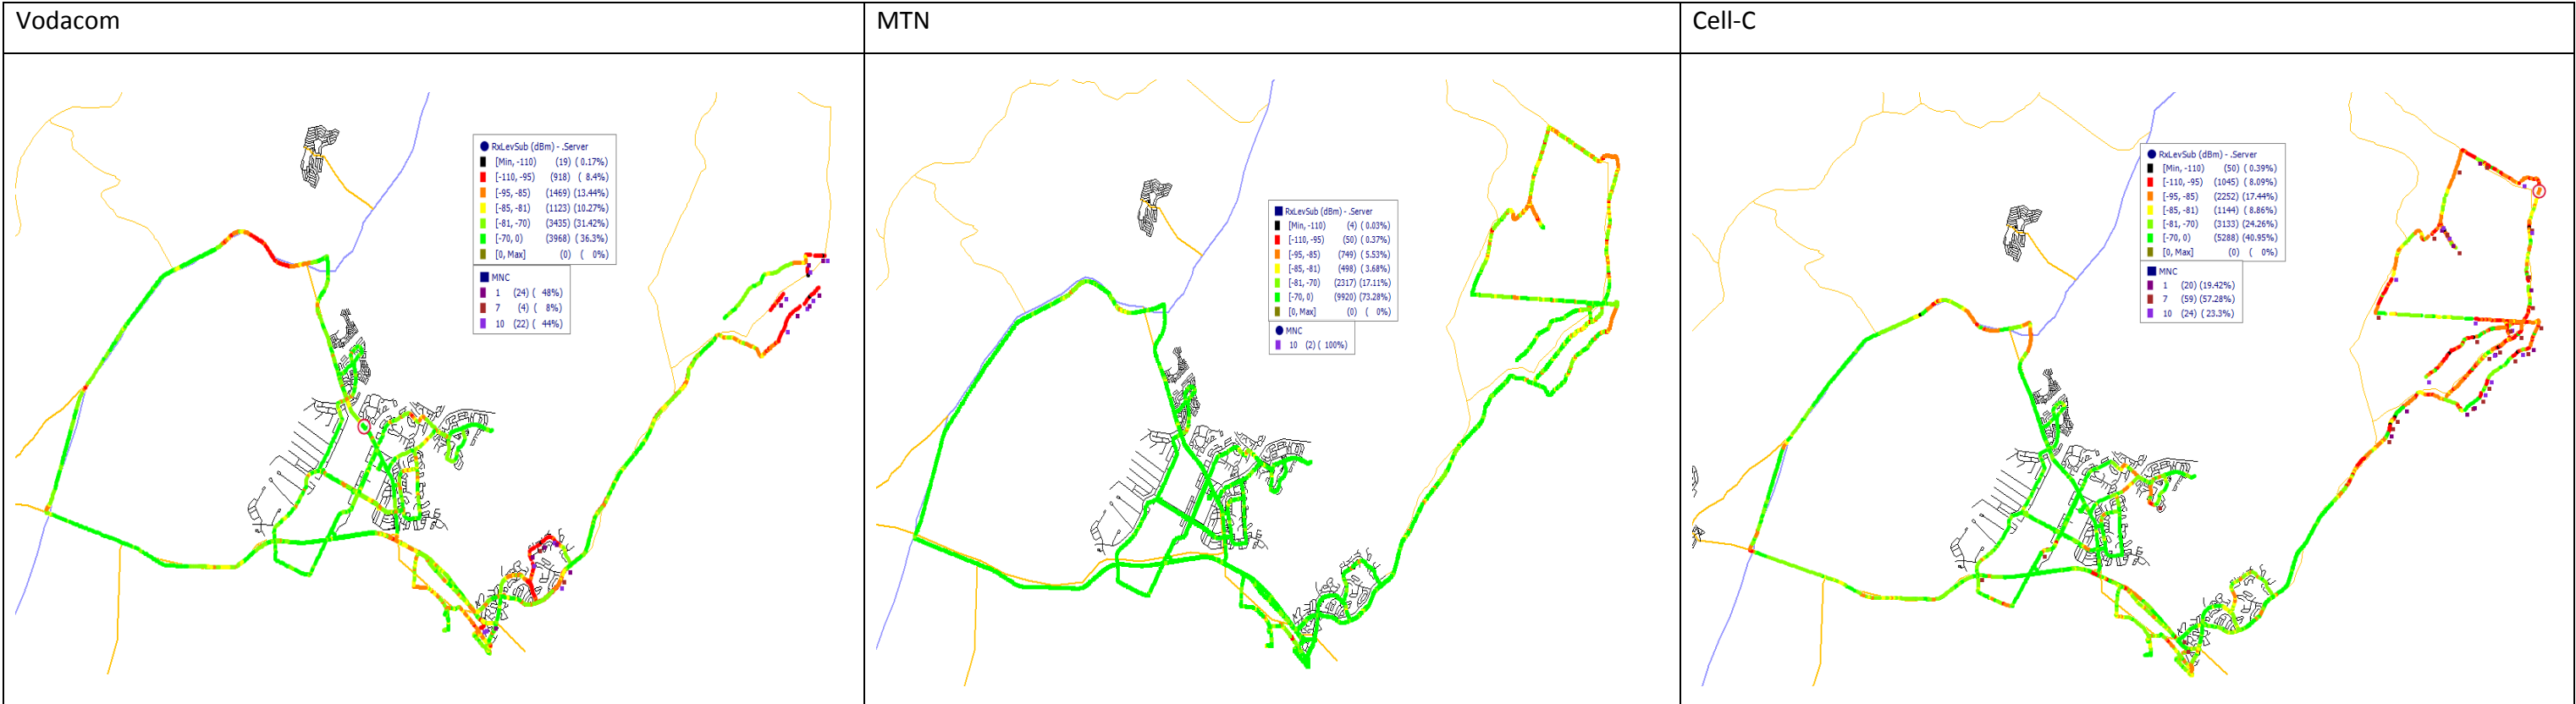 Vodacom
MTN
Cell-C
RxLevSub (dBm) - .Server
[Min, -110) (19) ( 0.17%)
[-110, -95) (918) ( 8.4%)
[-95, -85) (1469) (13.44%)
[-85, -81) (1123) (10.27%)
[-81, -70) (3435) (31.42%)
[-70, 0) (3968) ( 36.3%)
[0, Max] (0) ( 0%)
MNC
1 (24) ( 48%)
7 (4) ( 8%)
10 (22) ( 44%)
RxLevSub (dBm) - .Server
[Min, -110) (4) ( 0.03%)
[-110, -95) (50) ( 0.37%)
[-95, -85) (749) ( 5.53%)
[-85, -81) (498) ( 3.68%)
[-81, -70) (2317) (17.11%)
[-70, 0) (9920) (73.28%)
[0, Max] (0) ( 0%)
MNC
10 (2) ( 100%)
RxLevSub (dBm) - .Server
[Min, -110) (50) ( 0.39%)
[-110, -95) (1045) ( 8.09%)
[-95, -85) (2252) (17.44%)
[-85, -81) (1144) ( 8.86%)
[-81, -70) (3133) (24.26%)
[-70, 0) (5288) (40.95%)
[0, Max] (0) ( 0%)
MNC
1 (20) (19.42%)
7 (59) (57.28%)
10 (24) ( 23.3%)